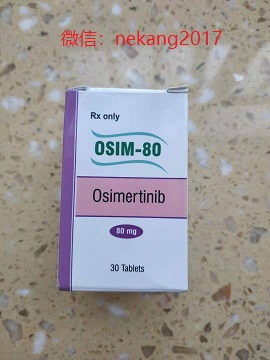 微信：nekang2017
Rx only
OSIM-80
Osimertinib
80 mg
30 Tablets